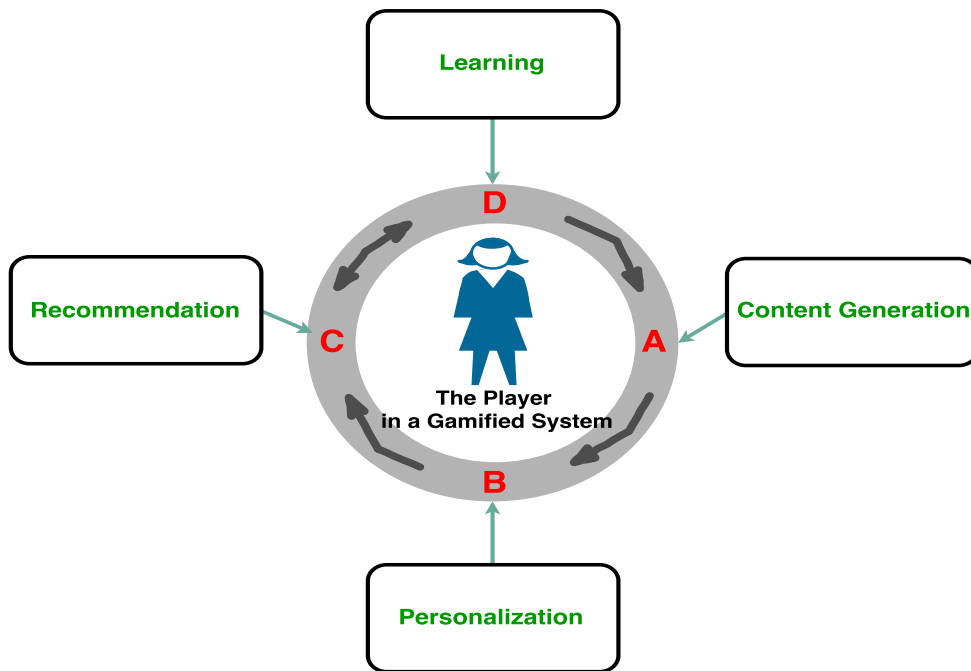 Learning
D
Recommendation
Content Generation
C
A
The Player
in a Gamified System
B
Personalization